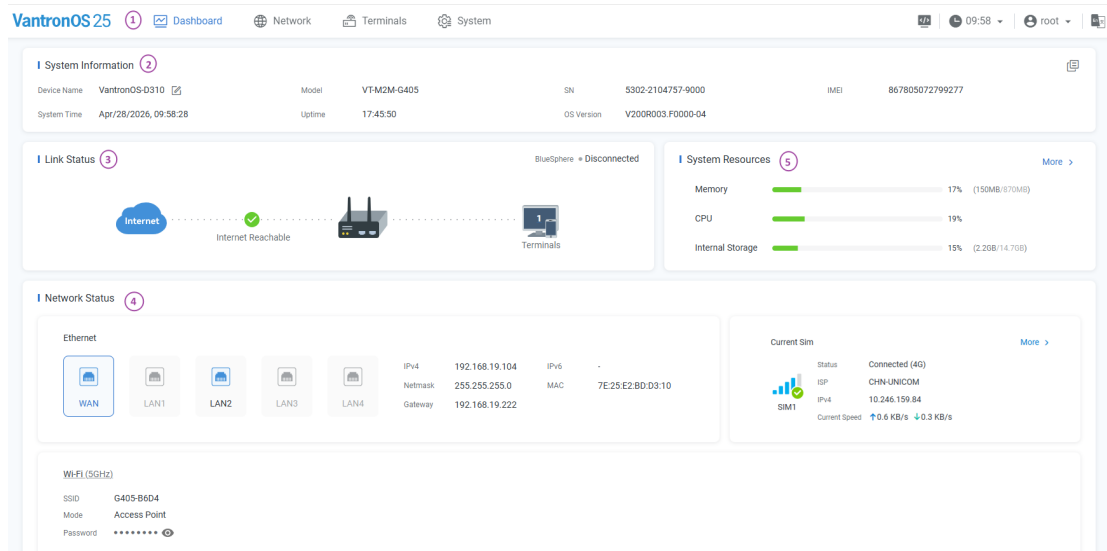 VantronOS 25 1 Dashboard Network Terminals System 09:58 root
System Information 2
Device Name VantronOS-D310 Model VT-M2M-G405 SN 5302-2104757-9000 IMEI 867805072799277
System Time Apr/28/2026, 09:58:28 Uptime 17:45:50 OS Version V200R003.F0000-04
Link Status 3 BlueSphere Disconnected
Internet
Internet Reachable
1
Terminals
System Resources 5 More >
Memory 17% (150MB/870MB)
CPU 19%
Internal Storage 15% (2.2GB/14.7GB)
Network Status 4
Ethernet
WAN LAN1 LAN2 LAN3 LAN4
IPv4 192.168.19.104 IPv6 -
Netmask 255.255.255.0 MAC 7E:25:E2:BD:D3:10
Gateway 192.168.19.222
Current Sim More >
SIM1
Status Connected (4G)
ISP CHN-UNICOM
IPv4 10.246.159.84
Current Speed ↑0.6 KB/s ↓0.3 KB/s
Wi-Fi (5GHz)
SSID G405-B6D4
Mode Access Point
Password ••••••••